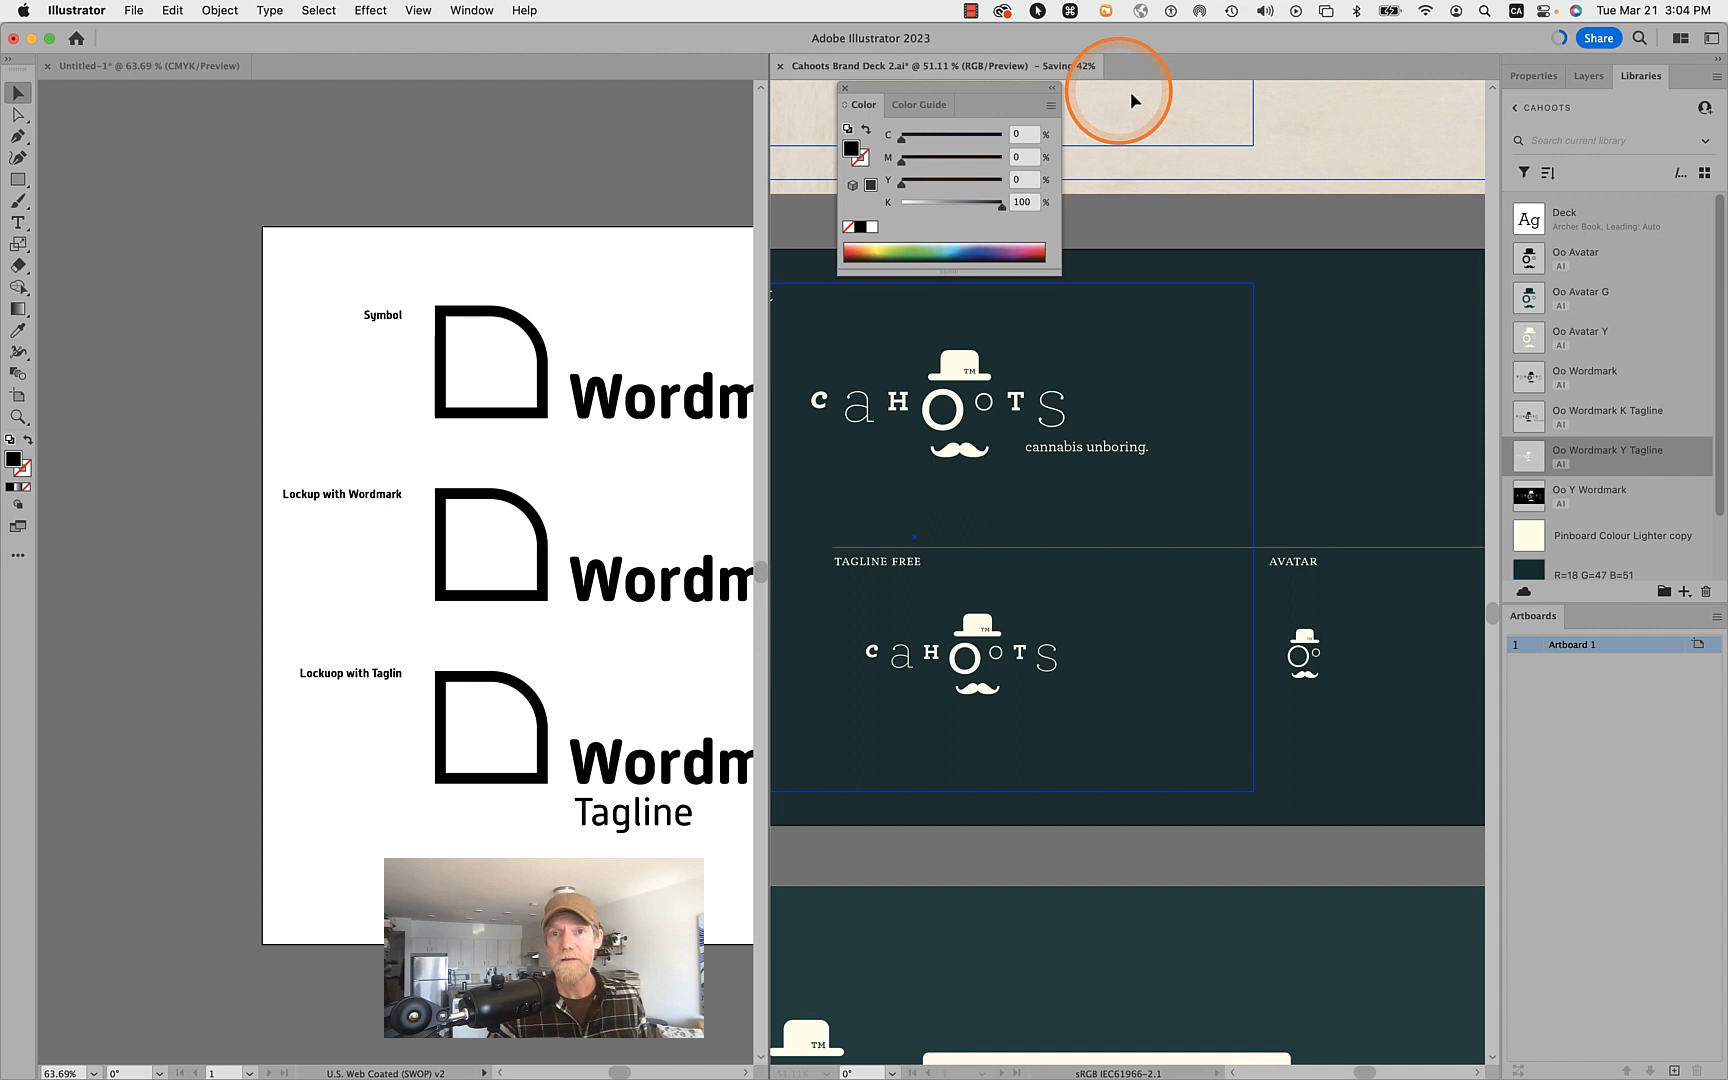 Illustrator File Edit Object Type Select Effect View Window Help
CA
Tue Mar 21 3:04 PM
Adobe Illustrator 2023
Share
Untitled-1* @ 63.69 % (CMYK/Preview)
Cahoots Brand Deck 2.ai* @ 51.11 % (RGB/Preview) - Saving 42%
Color Color Guide
C 0 %
M 0 %
Y 0 %
K 100 %
Symbol
Wordm
Lockup with Wordmark
Wordm
Lockuop with Taglin
Wordm
Tagline
TM
caHOoTS
cannabis unboring.
TAGLINE FREE
AVATAR
TM
caHOoTS
Oo
TM
Properties Layers Libraries
CAHOOTS
Search current library
Ag
Deck
Archer Book, Leading: Auto
Oo Avatar
AI
Oo Avatar G
AI
Oo Avatar Y
AI
Oo Wordmark
AI
Oo Wordmark K Tagline
AI
Oo Wordmark Y Tagline
AI
Oo Y Wordmark
AI
Pinboard Colour Lighter copy
R=18 G=47 B=51
Artboards
1 Artboard 1
63.69% 0° 1 U.S. Web Coated (SWOP) v2
51.11% 0° sRGB IEC61966-2.1